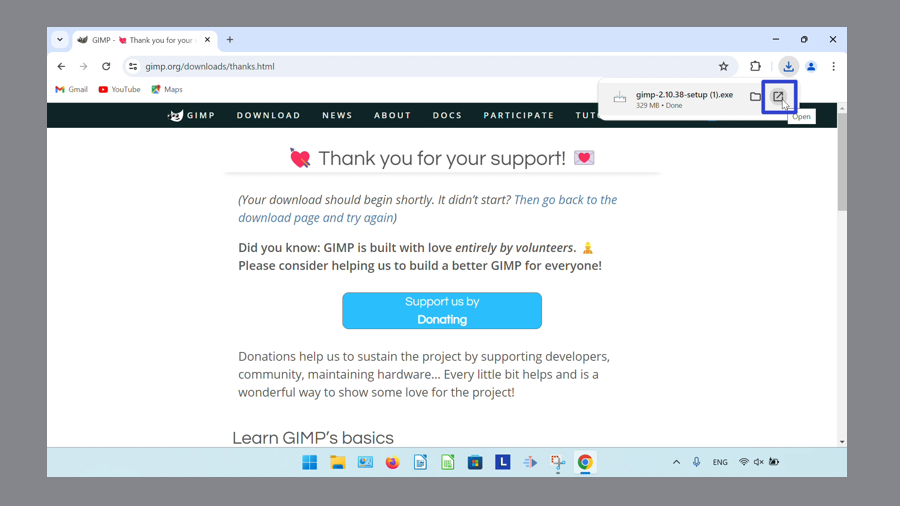 GIMP - Thank you for your
gimp.org/downloads/thanks.html
Gmail YouTube Maps
gimp-2.10.38-setup (1).exe
329 MB • Done
Open
GIMP DOWNLOAD NEWS ABOUT DOCS PARTICIPATE
Thank you for your support!
(Your download should begin shortly. It didn't start? Then go back to the
download page and try again)
Did you know: GIMP is built with love entirely by volunteers.
Please consider helping us to build a better GIMP for everyone!
Support us by
Donating
Donations help us to sustain the project by supporting developers,
community, maintaining hardware... Every little bit helps and is a
wonderful way to show some love for the project!
Learn GIMP's basics
L
ENG